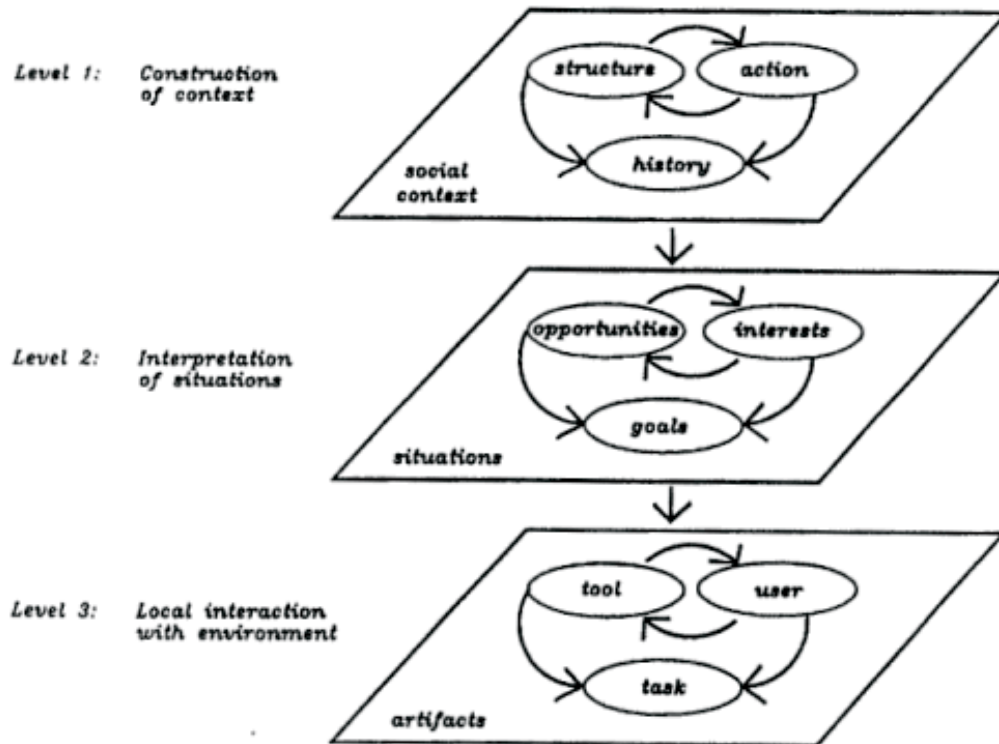 Level 1: Construction
of context
structure
action
history
social
context
Level 2: Interpretation
of situations
opportunities
interests
goals
situations
Level 3: Local interaction
with environment
tool
user
task
artifacts